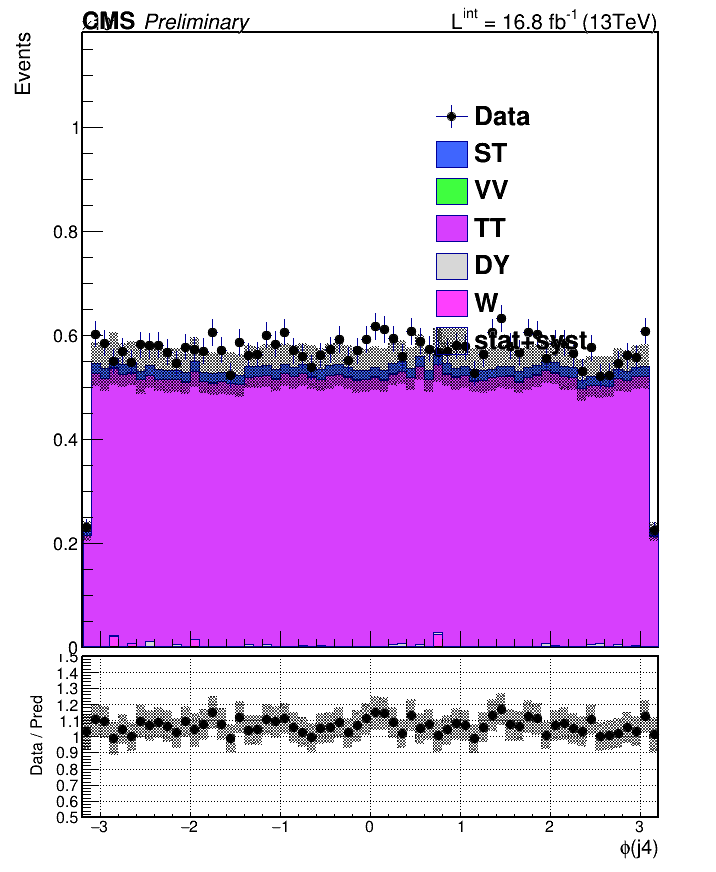 CMS Preliminary
L^int = 16.8 fb^-1 (13TeV)
Events
1
0.8
0.6
0.4
0.2
0
Data
ST
VV
TT
DY
W
stat+syst
Data / Pred
1.5
1.4
1.3
1.2
1.1
1
0.9
0.8
0.7
0.6
0.5
−3 −2 −1 0 1 2 3
ϕ(j4)